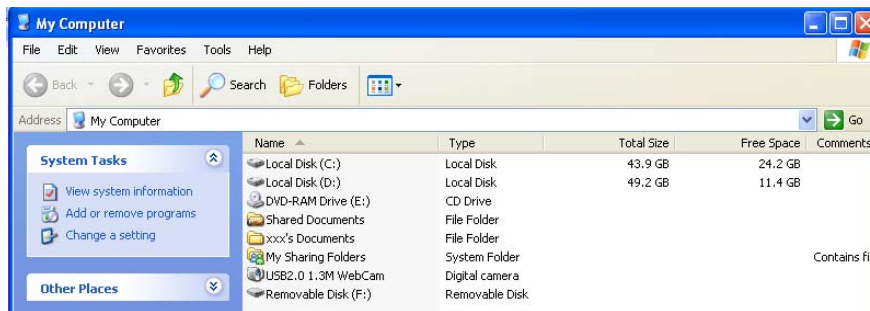 My Computer
File Edit View Favorites Tools Help
Back Search Folders
Address My Computer Go
Name Type Total Size Free Space Comments
System Tasks
View system information
Add or remove programs
Change a setting
Other Places
Local Disk (C:) Local Disk 43.9 GB 24.2 GB
Local Disk (D:) Local Disk 49.2 GB 11.4 GB
DVD-RAM Drive (E:) CD Drive
Shared Documents File Folder
xxx's Documents File Folder
My Sharing Folders System Folder Contains fi
USB2.0 1.3M WebCam Digital camera
Removable Disk (F:) Removable Disk